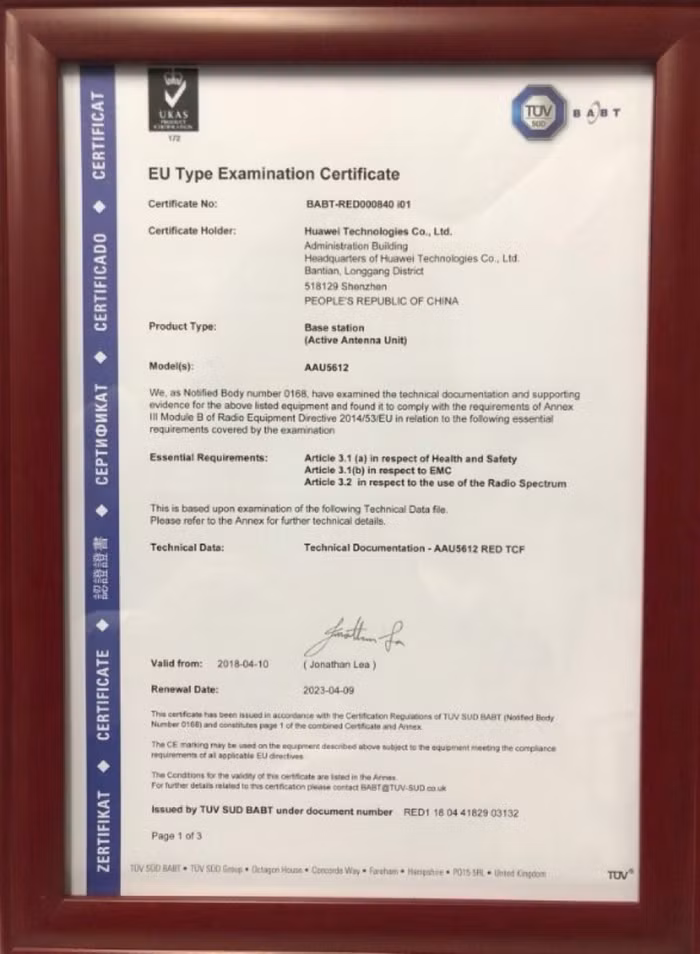 UKAS
PRODUCT
CERTIFICATION
172
TÜV
SÜD
BABT
EU Type Examination Certificate
Certificate No: BABT-RED000840 i01
Certificate Holder: Huawei Technologies Co., Ltd.
Administration Building
Headquarters of Huawei Technologies Co., Ltd.
Bantian, Longgang District
518129 Shenzhen
PEOPLE'S REPUBLIC OF CHINA
Product Type: Base station
(Active Antenna Unit)
Model(s): AAU5612
We, as Notified Body number 0168, have examined the technical documentation and supporting
evidence for the above listed equipment and found it to comply with the requirements of Annex
III Module B of Radio Equipment Directive 2014/53/EU in relation to the following essential
requirements covered by the examination
Essential Requirements: Article 3.1 (a) in respect of Health and Safety
Article 3.1(b) in respect to EMC
Article 3.2 in respect to the use of the Radio Spectrum
This is based upon examination of the following Technical Data file.
Please refer to the Annex for further technical details.
Technical Data: Technical Documentation - AAU5612 RED TCF
Valid from: 2018-04-10 ( Jonathan Lea )
Renewal Date: 2023-04-09
This certificate has been issued in accordance with the Certification Regulations of TUV SUD BABT (Notified Body
Number 0168) and constitutes page 1 of the combined Certificate and Annex.
The CE marking may be used on the equipment described above subject to the equipment meeting the compliance
requirements of all applicable EU directives.
The Conditions for the validity of this certificate are listed in the Annex.
For further details related to this certification please contact BABT@TUV-SUD.co.uk
Issued by TUV SUD BABT under document number RED1 18 04 41829 03132
Page 1 of 3
TÜV SÜD BABT • TÜV SÜD Group • Octagon House • Concorde Way • Fareham • Hampshire • PO15 5RL • United Kingdom
TÜV®
ZERTIFIKAT ◆ CERTIFICATE ◆ 認證證書 ◆ СЕРТИФИКАТ ◆ CERTIFICADO ◆ CERTIFICAT